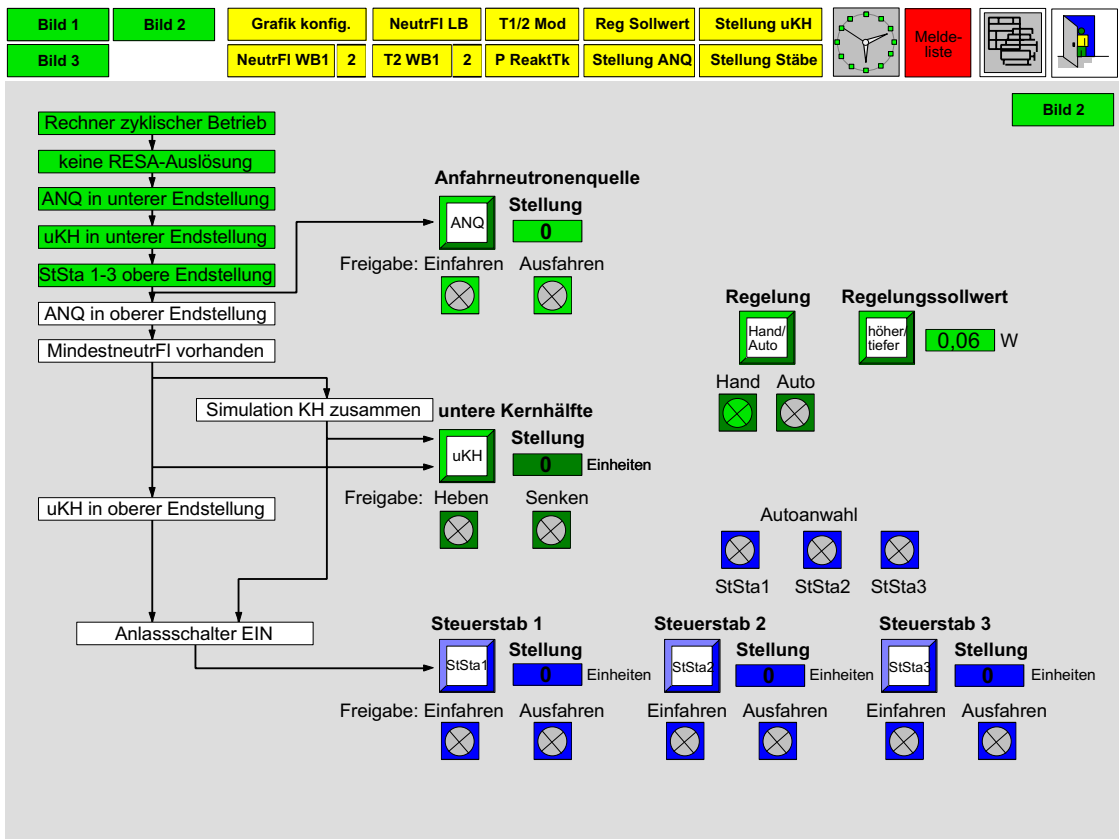 Bild 1
Bild 2
Grafik konfig.
NeutrFl LB
T1/2 Mod
Reg Sollwert
Stellung uKH
Melde-
liste
Bild 3
NeutrFl WB1
2
T2 WB1
2
P ReaktTk
Stellung ANQ
Stellung Stäbe
Bild 2
Rechner zyklischer Betrieb
keine RESA-Auslösung
ANQ in unterer Endstellung
uKH in unterer Endstellung
StSta 1-3 obere Endstellung
ANQ in oberer Endstellung
MindestneutrFl vorhanden
Simulation KH zusammen
uKH in oberer Endstellung
Anlassschalter EIN
Anfahrneutronenquelle
ANQ
Stellung
0
Freigabe: Einfahren Ausfahren
Regelung
Hand/
Auto
Hand Auto
Regelungssollwert
höher/
tiefer
0,06 W
untere Kernhälfte
uKH
Stellung
0 Einheiten
Freigabe: Heben Senken
Autoanwahl
StSta1 StSta2 StSta3
Steuerstab 1
StSta1
Stellung
0 Einheiten
Freigabe: Einfahren Ausfahren
Steuerstab 2
StSta2
Stellung
0 Einheiten
Einfahren Ausfahren
Steuerstab 3
StSta3
Stellung
0 Einheiten
Einfahren Ausfahren